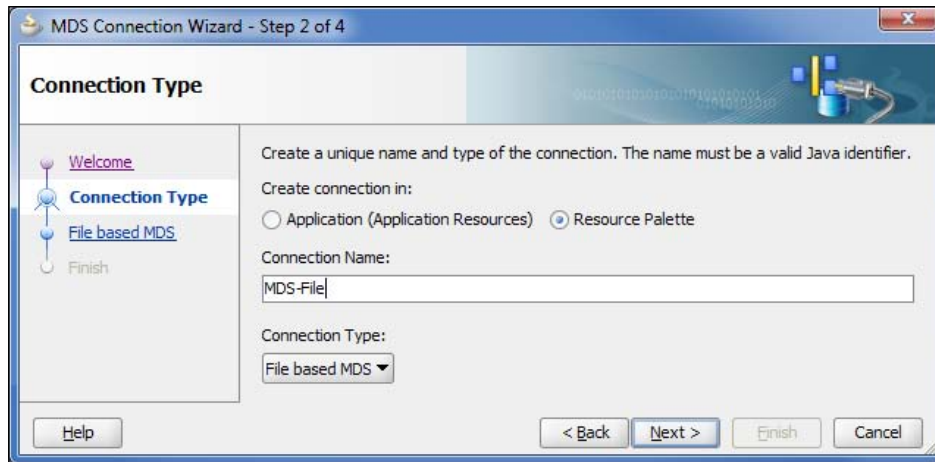 MDS Connection Wizard - Step 2 of 4
Connection Type
Welcome
Connection Type
File based MDS
Finish
Create a unique name and type of the connection. The name must be a valid Java identifier.
Create connection in:
Application (Application Resources) Resource Palette
Connection Name:
MDS-File
Connection Type:
File based MDS
Help < Back Next > Finish Cancel